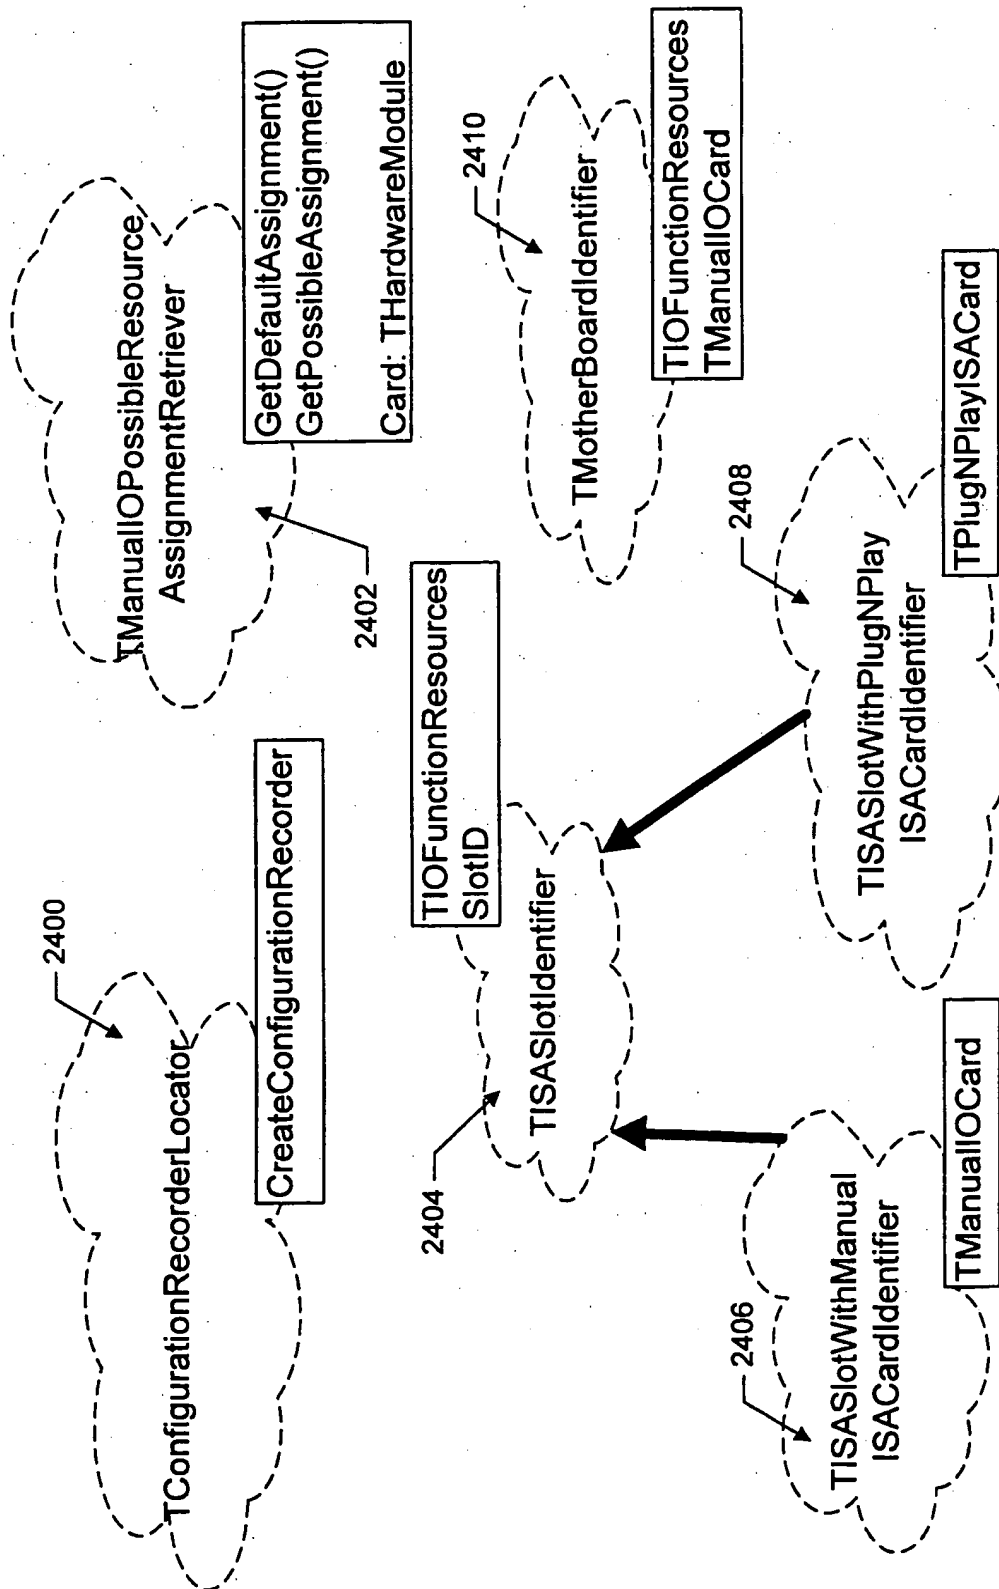 2400
TConfigurationRecorderLocator
CreateConfigurationRecorder
TManualIOPossibleResource
AssignmentRetriever
GetDefaultAssignment()
GetPossibleAssignment()
Card: THardwareModule
2402
2404
TISASlotIdentifier
TIOFunctionResources
SlotID
2410
TMotherBoardIdentifier
TIOFunctionResources
TManualIOCard
2406
TISASlotWithManual
ISACardIdentifier
TManualIOCard
2408
TISASlotWithPlugNPlay
ISACardIdentifier
TPlugNPlayISACard